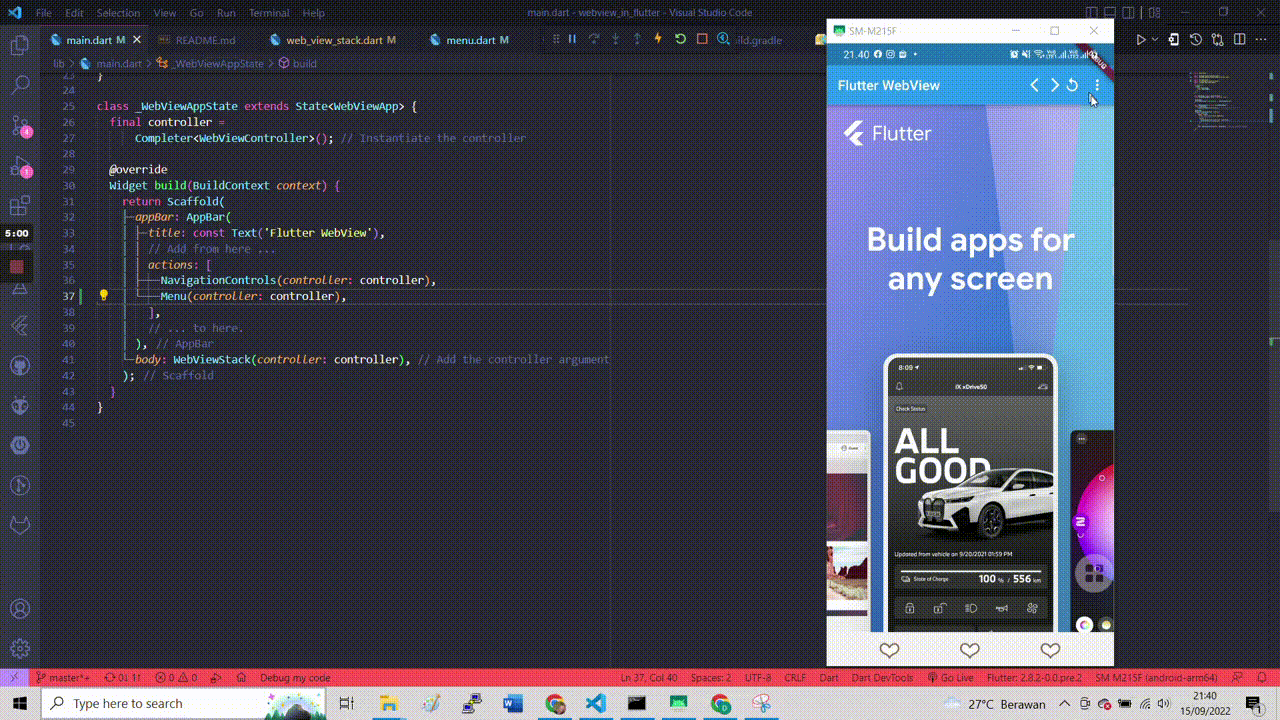 File Edit Selection View Go Run Terminal Help
main.dart - webview_in_flutter - Visual Studio Code
main.dart M
README.md
web_view_stack.dart M
menu.dart M
build.gradle
lib > main.dart > _WebViewAppState > build
23 }
24
25 class _WebViewAppState extends State<WebViewApp> {
26 final controller =
27 Completer<WebViewController>(); // Instantiate the controller
28
29 @override
30 Widget build(BuildContext context) {
31 return Scaffold(
32 appBar: AppBar(
33 title: const Text('Flutter WebView'),
34 // Add from here ...
35 actions: [
36 NavigationControls(controller: controller),
37 Menu(controller: controller),
38 ],
39 // ... to here.
40 ), // AppBar
41 body: WebViewStack(controller: controller), // Add the controller argument
42 ); // Scaffold
43 }
44 }
45
4
1
5:00
SM-M215F
21.40
Flutter WebView
Flutter
Build apps for
any screen
8:09
iX xDrive50
Check Status
ALL
GOOD
Updated from vehicle on 9/20/2021 01:59 PM
State of Charge 100 % / 556 km
master*+ 0↓ 1↑ 0 0 Debug my code
Ln 37, Col 40 Spaces: 2 UTF-8 CRLF Dart Dart DevTools Go Live Flutter: 2.8.2-0.0.pre.3 SM M215F (android-arm64)
Type here to search
27°C Berawan
21:40
15/09/2022
1